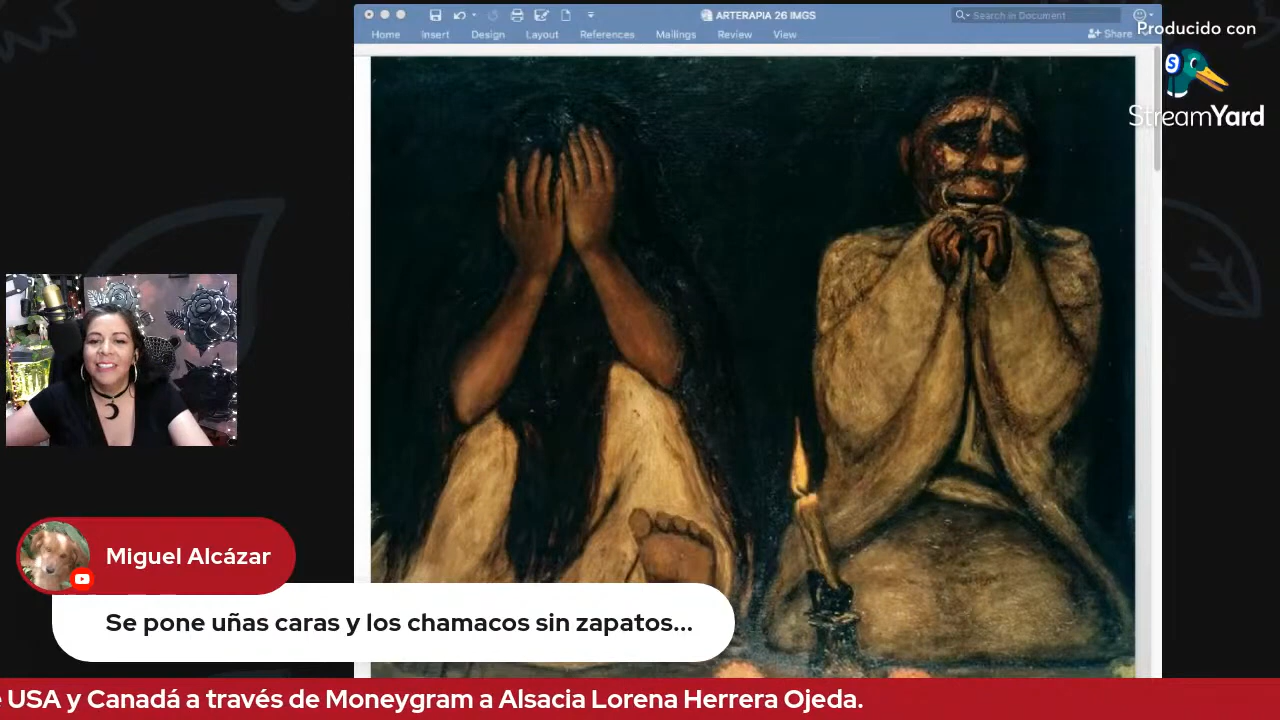 ARTERAPIA 26 IMGS
Search in Document
Home Insert Design Layout References Mailings Review View
Share
Producido con
S
StreamYard
Miguel Alcázar
Se pone uñas caras y los chamacos sin zapatos...
e USA y Canadá a través de Moneygram a Alsacia Lorena Herrera Ojeda.